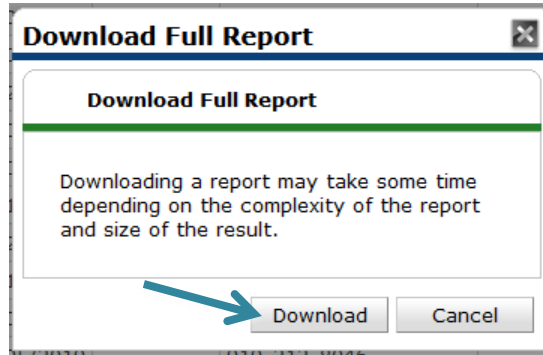 Download Full Report
Download Full Report
Downloading a report may take some time
depending on the complexity of the report
and size of the result.
Download Cancel